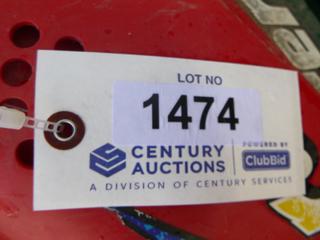 LOT NO
1474
CENTURY AUCTIONS
POWERED BY
ClubBid
A DIVISION OF CENTURY SERVICES